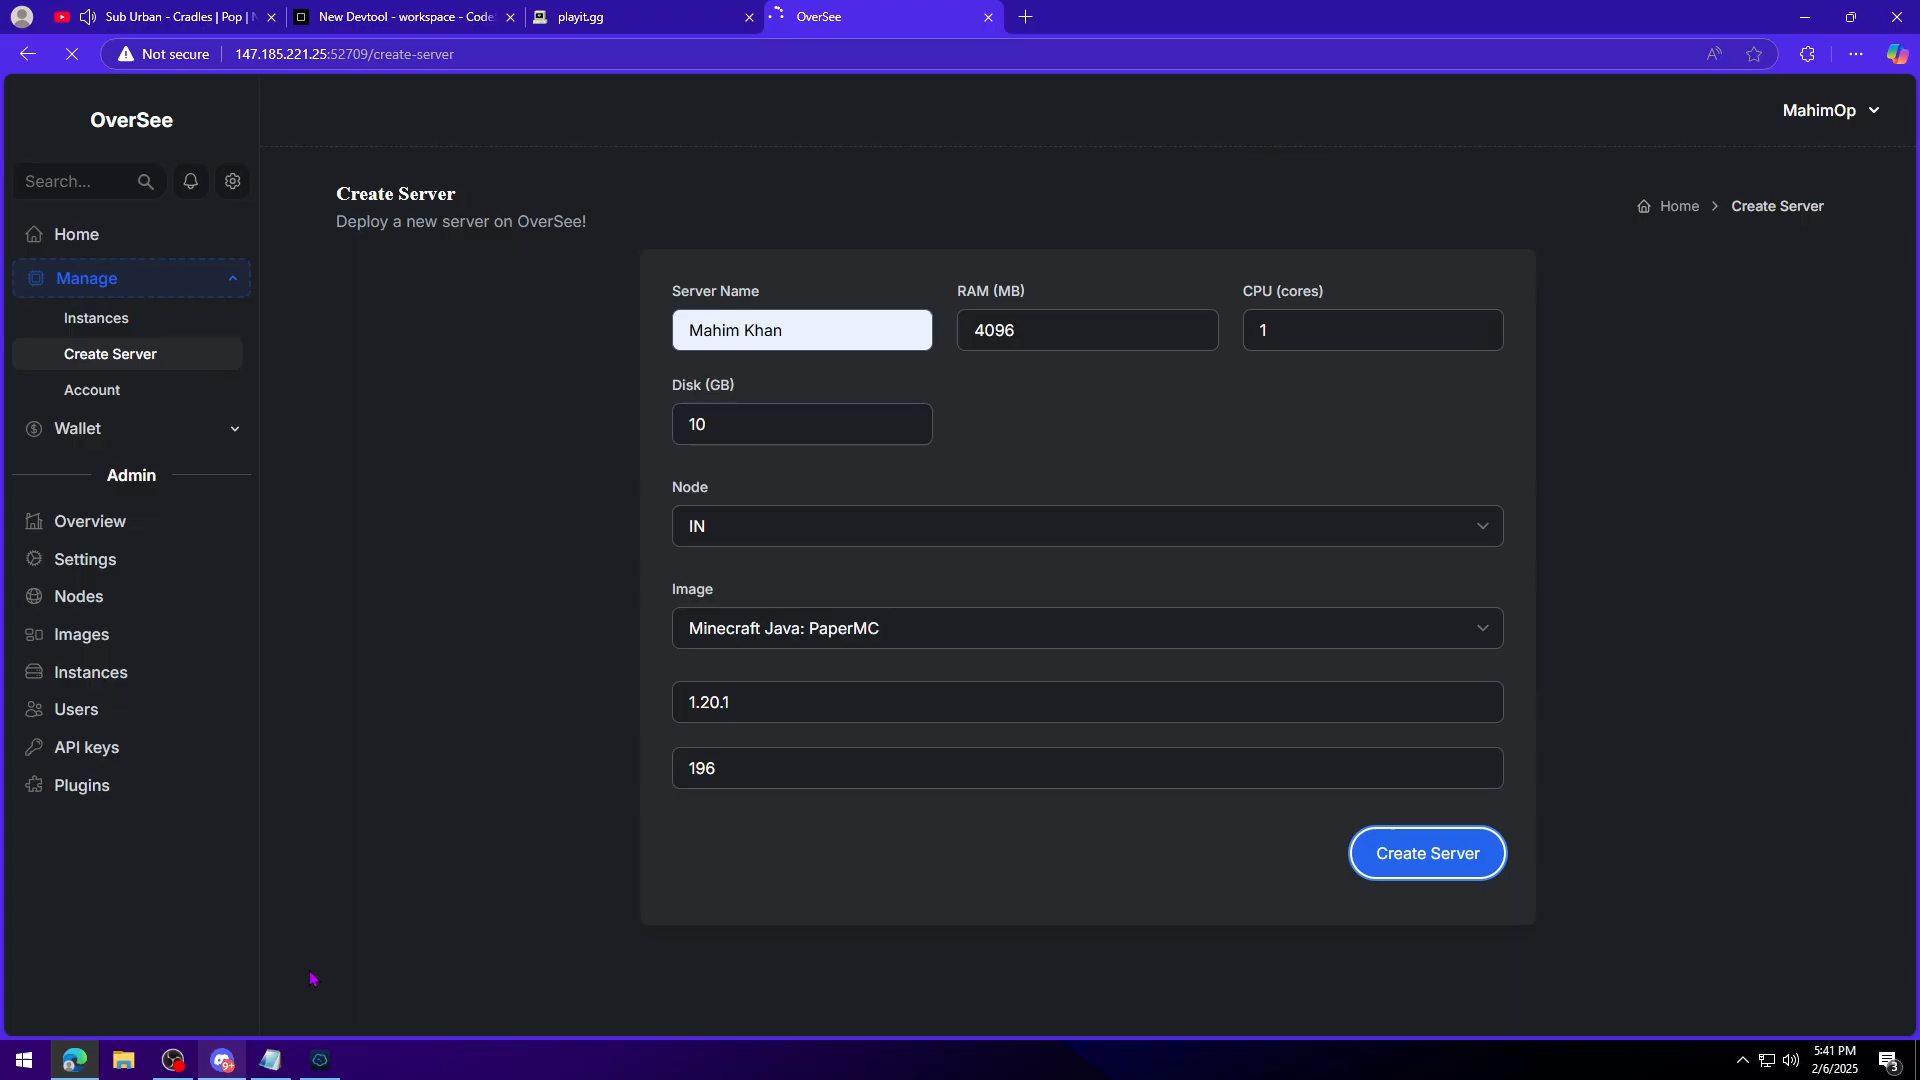 Sub Urban - Cradles | Pop |
New Devtool - workspace - Code
playit.gg
OverSee
Not secure
147.185.221.25:52709/create-server
OverSee
MahimOp
Search...
Create Server
Deploy a new server on OverSee!
Home
Create Server
Home
Manage
Instances
Create Server
Account
Wallet
Admin
Overview
Settings
Nodes
Images
Instances
Users
API keys
Plugins
Server Name
RAM (MB)
CPU (cores)
Mahim Khan
4096
1
Disk (GB)
10
Node
IN
Image
Minecraft Java: PaperMC
1.20.1
196
Create Server
9+
5:41 PM
2/6/2025
3